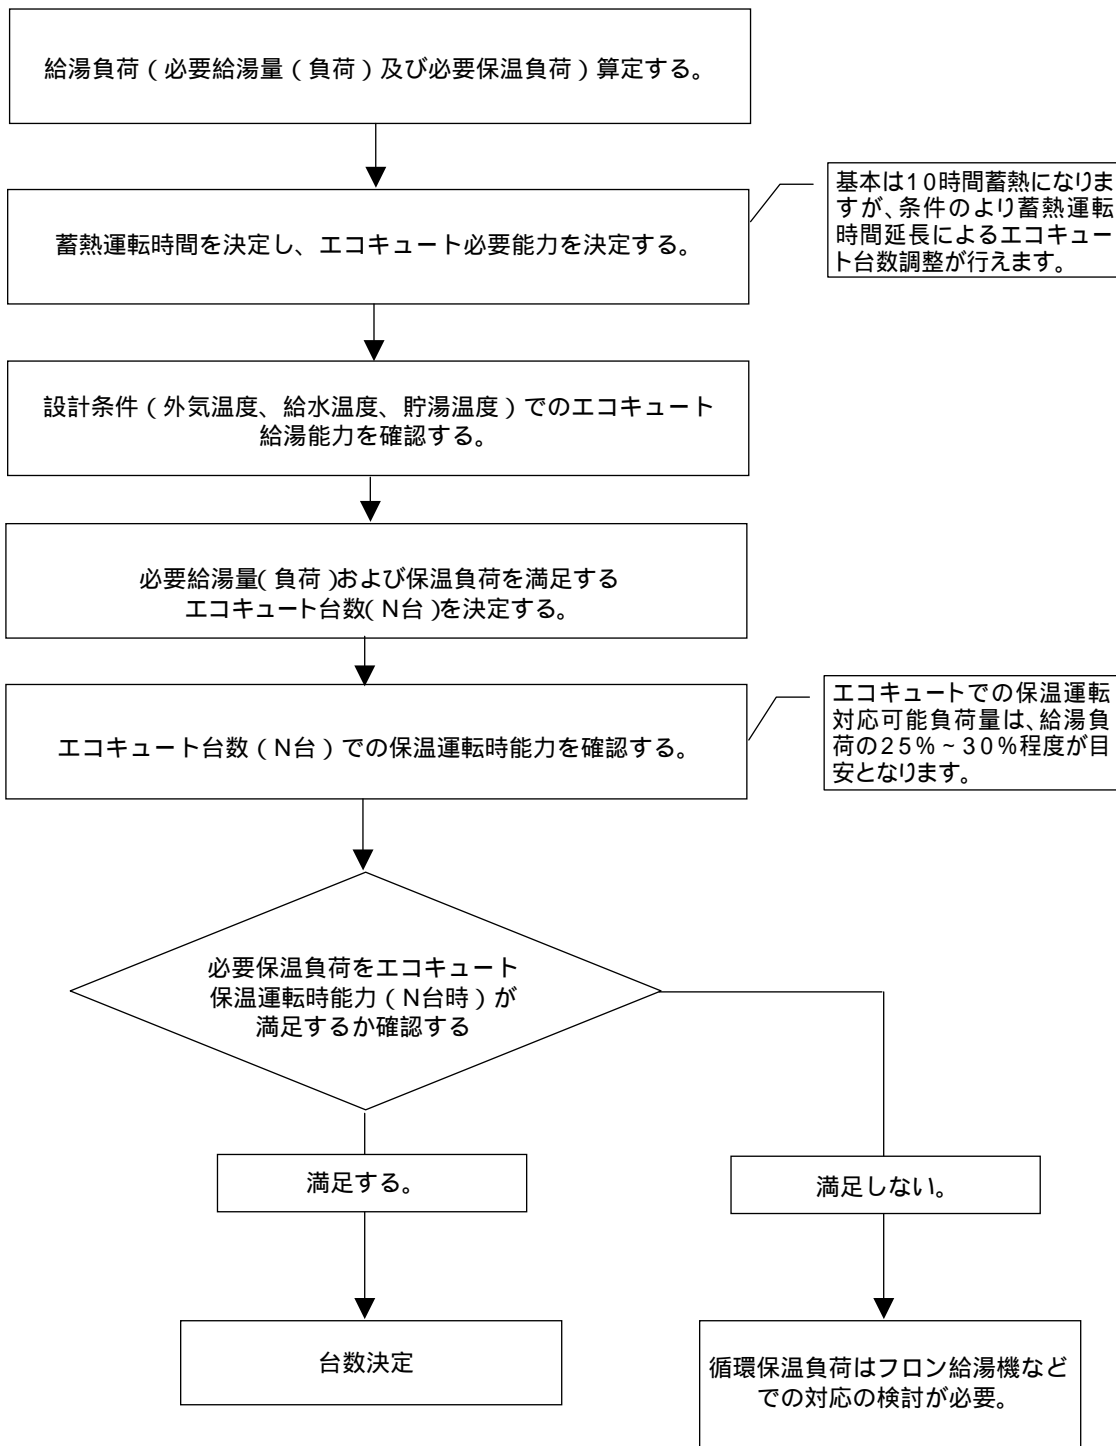 給湯負荷（必要給湯量（負荷）及び必要保温負荷）算定する。
蓄熱運転時間を決定し、エコキュート必要能力を決定する。
基本は１０時間蓄熱になりま
すが、条件のより蓄熱運転
時間延長によるエコキュー
ト台数調整が行えます。
設計条件（外気温度、給水温度、貯湯温度）でのエコキュート
給湯能力を確認する。
必要給湯量(負荷)および保温負荷を満足する
エコキュート台数(N台)を決定する。
エコキュート台数（N台）での保温運転時能力を確認する。
エコキュートでの保温運転
対応可能負荷量は、給湯負
荷の２５％～３０％程度が目
安となります。
必要保温負荷をエコキュート
保温運転時能力（N台時）が
満足するか確認する
満足する。
満足しない。
台数決定
循環保温負荷はフロン給湯機など
での対応の検討が必要。